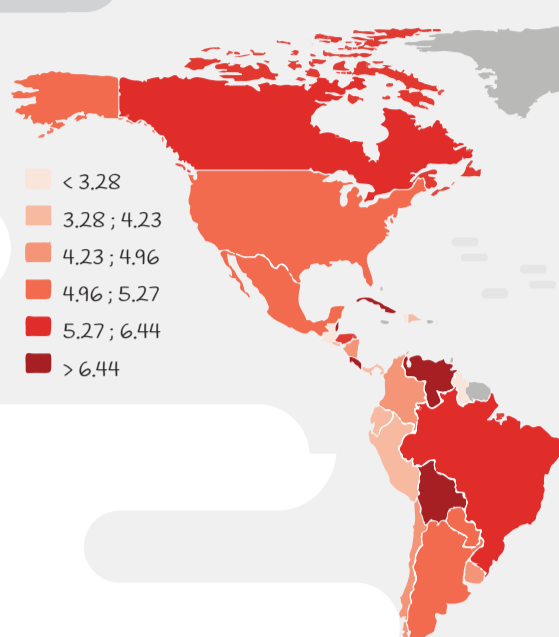 < 3.28
3.28 ; 4.23
4.23 ; 4.96
4.96 ; 5.27
5.27 ; 6.44
> 6.44